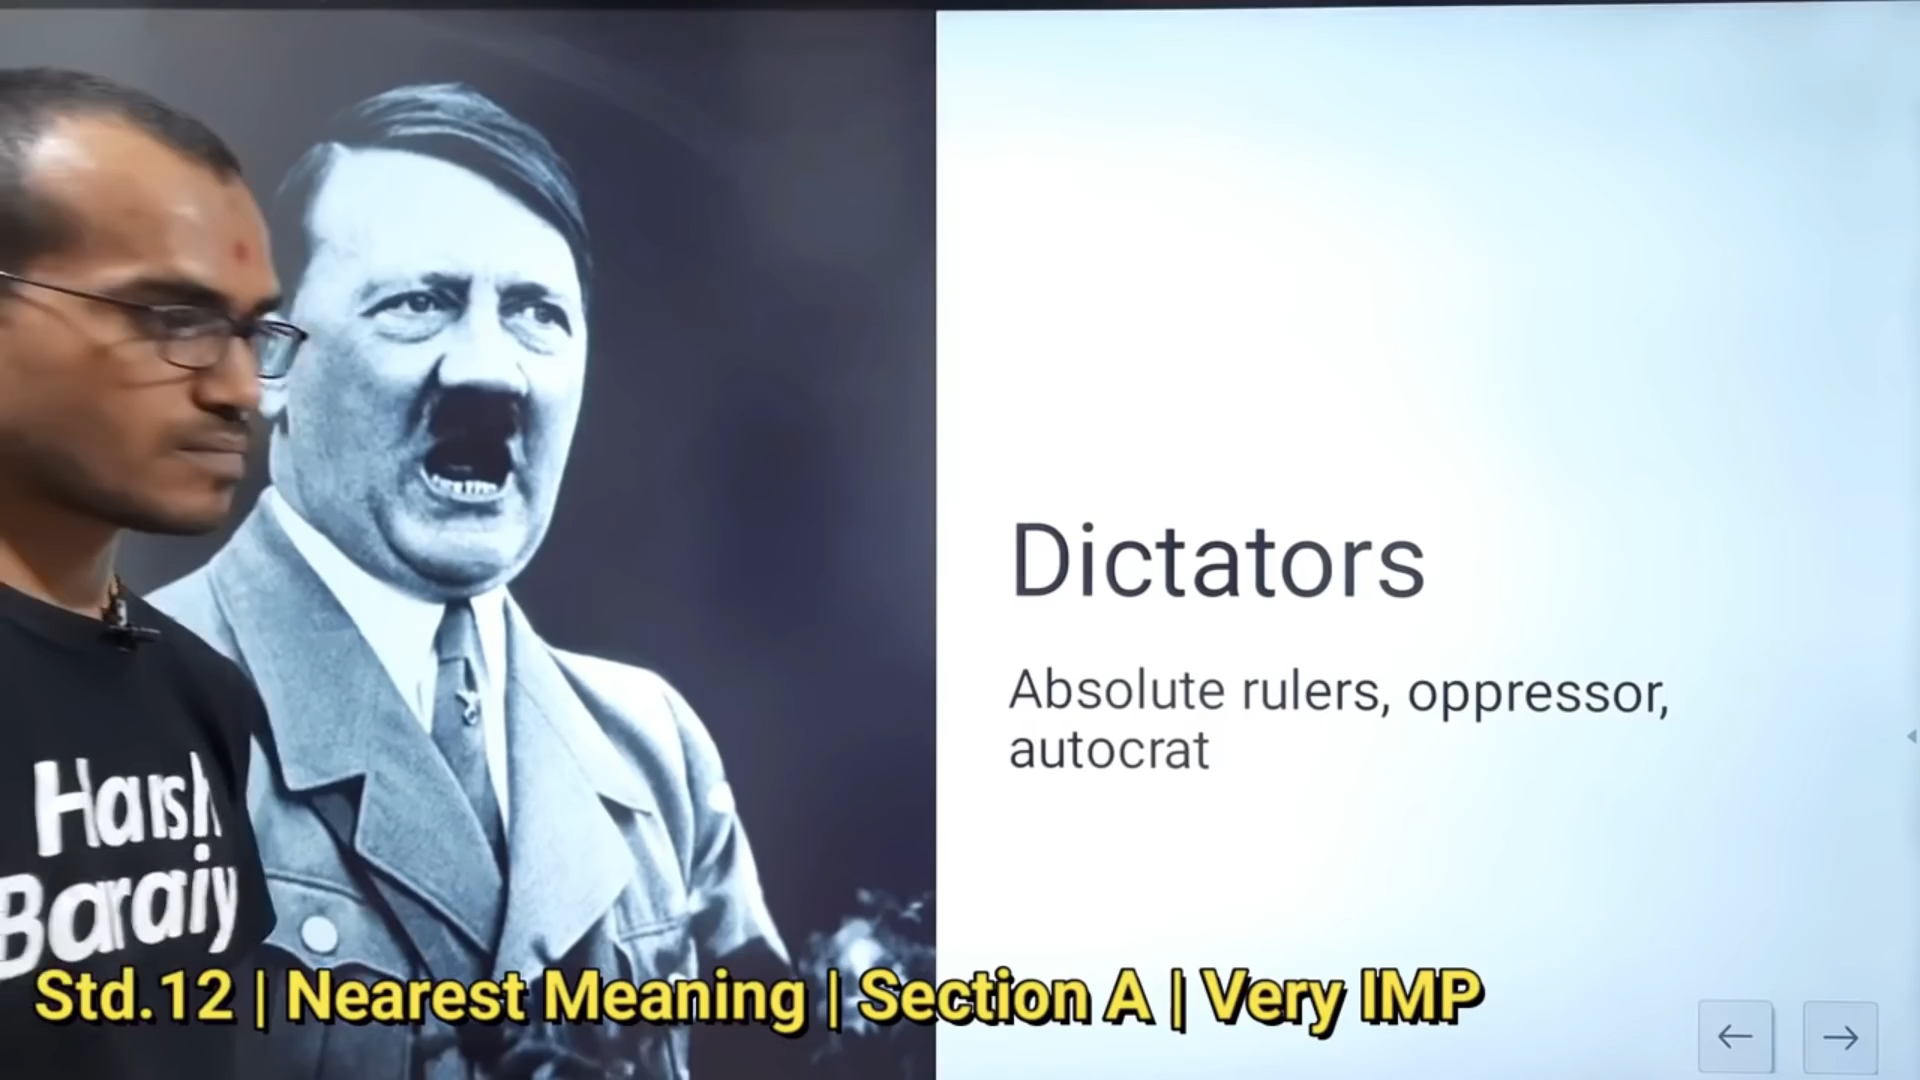 Dictators
Absolute rulers, oppressor,
autocrat
Harsh
Baraiy
Std.12 | Nearest Meaning | Section A | Very IMP